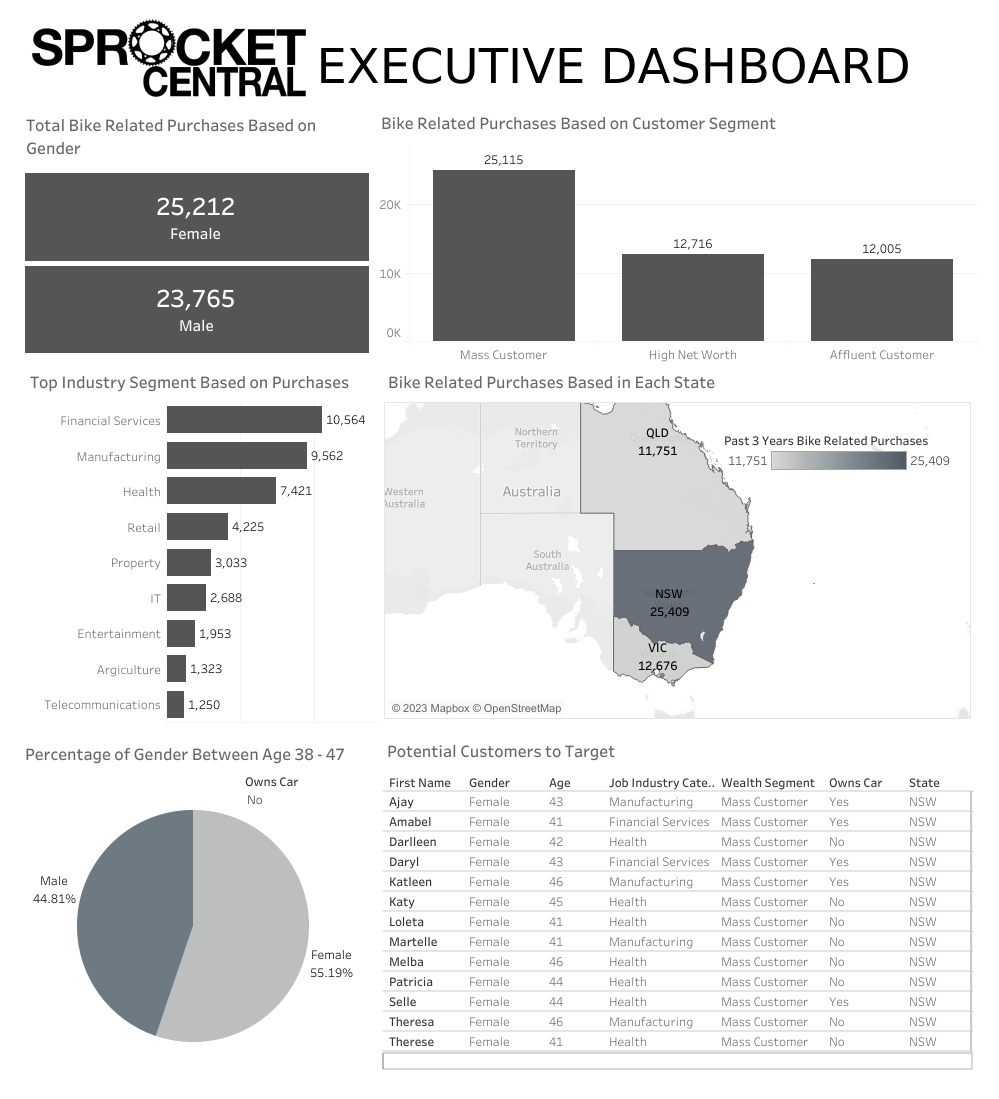 SPROCKET
CENTRAL
EXECUTIVE DASHBOARD
Total Bike Related Purchases Based on
Gender
25,212
Female
23,765
Male
Bike Related Purchases Based on Customer Segment
20K
10K
0K
25,115
12,716
12,005
Mass Customer High Net Worth Affluent Customer
Top Industry Segment Based on Purchases
Financial Services 10,564
Manufacturing 9,562
Health 7,421
Retail 4,225
Property 3,033
IT 2,688
Entertainment 1,953
Argiculture 1,323
Telecommunications 1,250
Bike Related Purchases Based in Each State
Northern
Territory
Western
Australia
Australia
South
Australia
QLD
11,751
NSW
25,409
VIC
12,676
Past 3 Years Bike Related Purchases
11,751 25,409
© 2023 Mapbox © OpenStreetMap
Percentage of Gender Between Age 38 - 47
Owns Car
No
Male
44.81%
Female
55.19%
Potential Customers to Target
First Name Gender Age Job Industry Cate.. Wealth Segment Owns Car State
Ajay Female 43 Manufacturing Mass Customer Yes NSW
Amabel Female 41 Financial Services Mass Customer Yes NSW
Darlleen Female 42 Health Mass Customer No NSW
Daryl Female 43 Financial Services Mass Customer Yes NSW
Katleen Female 46 Manufacturing Mass Customer Yes NSW
Katy Female 45 Health Mass Customer No NSW
Loleta Female 41 Health Mass Customer No NSW
Martelle Female 41 Manufacturing Mass Customer No NSW
Melba Female 46 Health Mass Customer No NSW
Patricia Female 44 Health Mass Customer No NSW
Selle Female 44 Health Mass Customer Yes NSW
Theresa Female 46 Manufacturing Mass Customer No NSW
Therese Female 41 Health Mass Customer No NSW